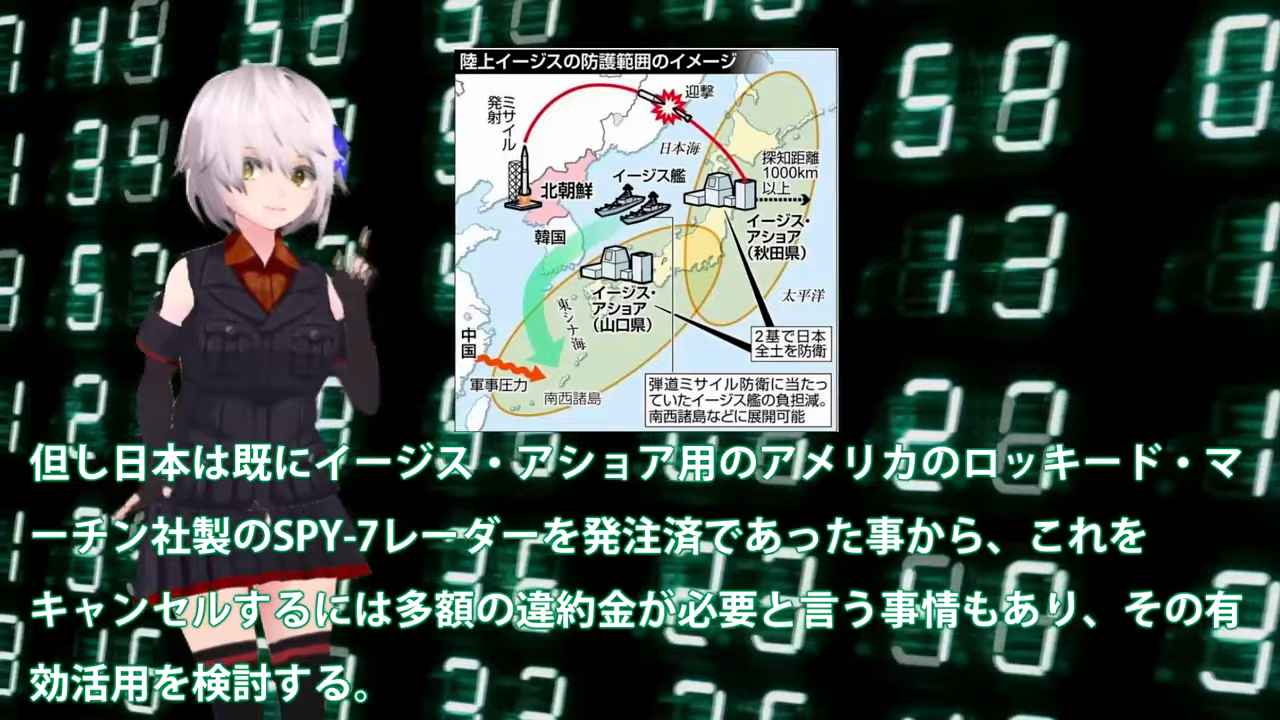 陸上イージスの防護範囲のイメージ
ミサイル
発射
迎撃
日本海
探知距離
1000km
以上
北朝鮮
イージス艦
イージス・
アショア
(秋田県)
韓国
太平洋
イージス・
アショア
(山口県)
東シナ海
中国
軍事圧力
南西諸島
2基で日本
全土を防衛
弾道ミサイル防衛に当たっ
ていたイージス艦の負担減。
南西諸島などに展開可能
但し日本は既にイージス・アショア用のアメリカのロッキード・マ
ーチン社製のSPY-7レーダーを発注済であった事から、これを
キャンセルするには多額の違約金が必要と言う事情もあり、その有
効活用を検討する。